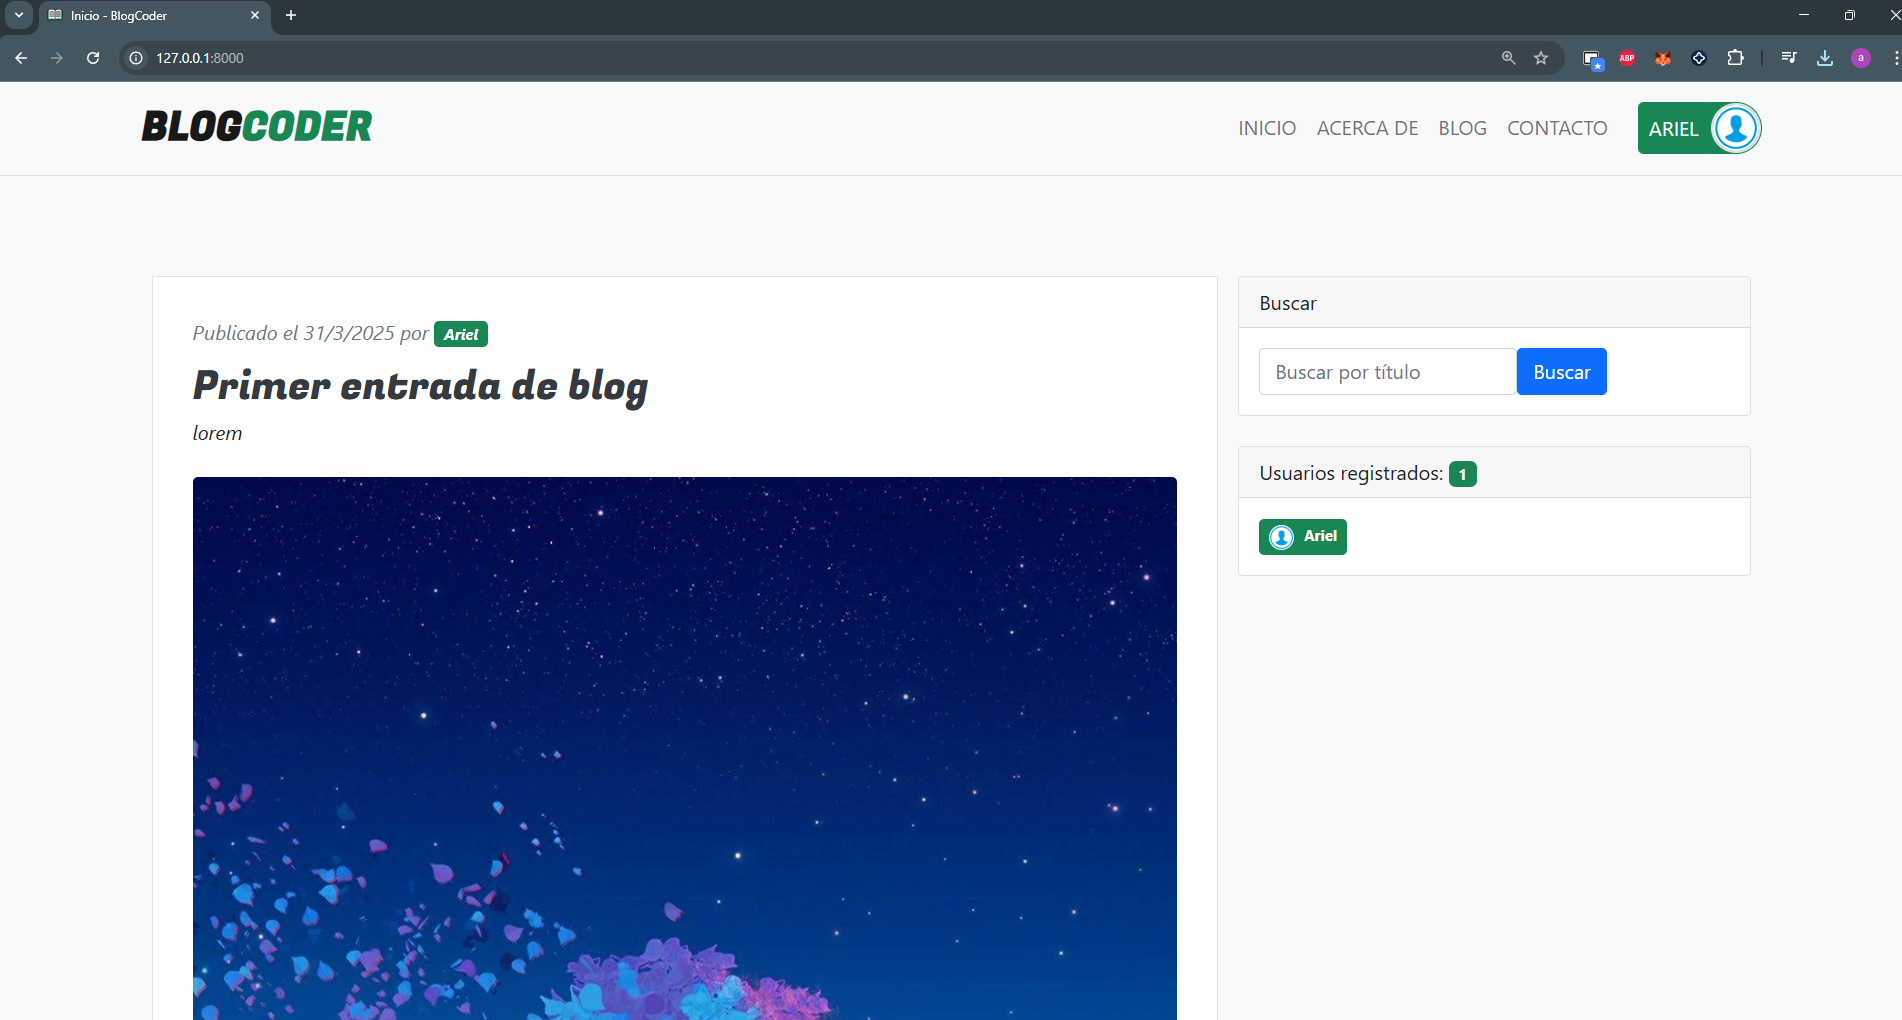 Inicio - BlogCoder
127.0.0.1:8000
ABP
a
BLOGCODER
INICIO ACERCA DE BLOG CONTACTO ARIEL
Publicado el 31/3/2025 por Ariel
Primer entrada de blog
lorem
Buscar
Buscar por título Buscar
Usuarios registrados: 1
Ariel